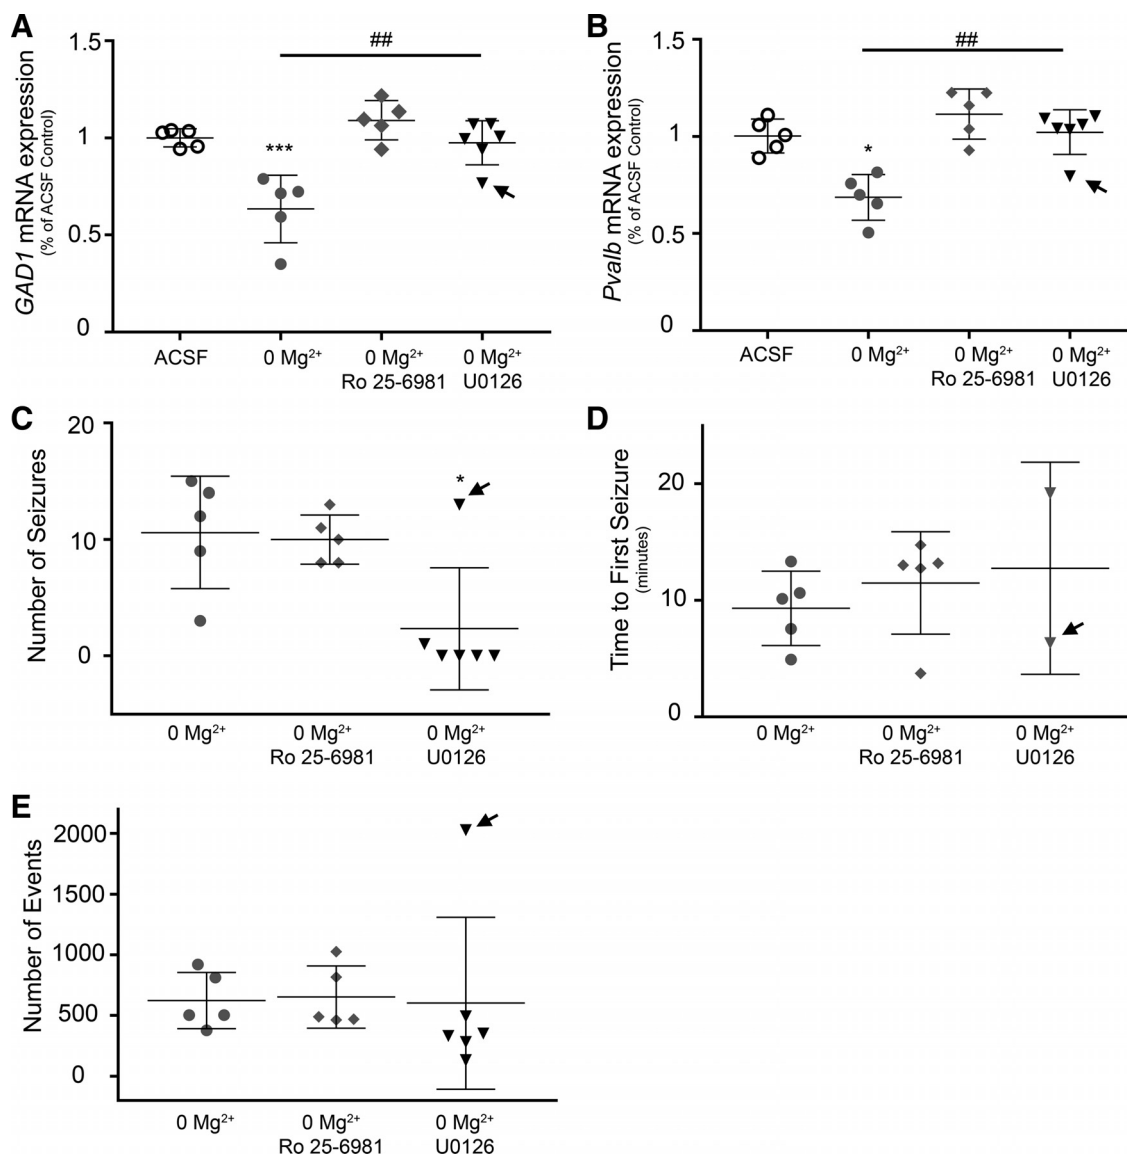 A
GAD1 mRNA expression
(% of ACSF Control)
1.5
1
0.5
0
##
***
ACSF
0 Mg²⁺
0 Mg²⁺
Ro 25-6981
0 Mg²⁺
U0126
B
Pvalb mRNA expression
(% of ACSF Control)
1.5
1
0.5
0
##
*
ACSF
0 Mg²⁺
0 Mg²⁺
Ro 25-6981
0 Mg²⁺
U0126
C
Number of Seizures
20
10
0
*
0 Mg²⁺
0 Mg²⁺
Ro 25-6981
0 Mg²⁺
U0126
D
Time to First Seizure
(minutes)
20
10
0
0 Mg²⁺
0 Mg²⁺
Ro 25-6981
0 Mg²⁺
U0126
E
Number of Events
2000
1500
1000
500
0
0 Mg²⁺
0 Mg²⁺
Ro 25-6981
0 Mg²⁺
U0126